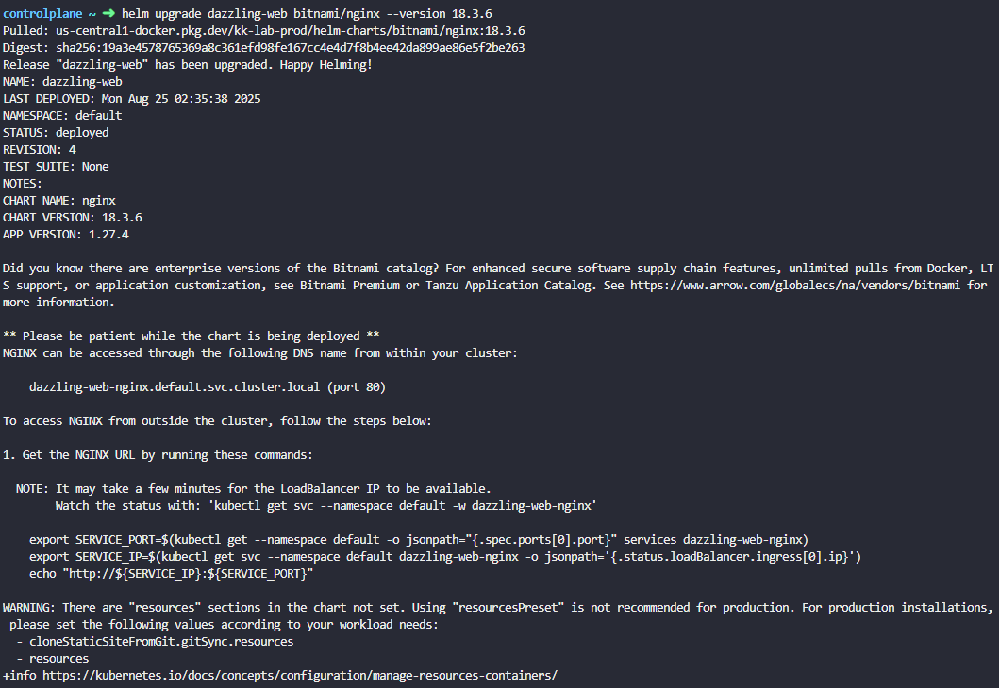 controlplane ~ ➜ helm upgrade dazzling-web bitnami/nginx --version 18.3.6
Pulled: us-central1-docker.pkg.dev/kk-lab-prod/helm-charts/bitnami/nginx:18.3.6
Digest: sha256:19a3e4578765369a8c361efd98fe167cc4e4d7f8b4ee42da899ae86e5f2be263
Release "dazzling-web" has been upgraded. Happy Helming!
NAME: dazzling-web
LAST DEPLOYED: Mon Aug 25 02:35:38 2025
NAMESPACE: default
STATUS: deployed
REVISION: 4
TEST SUITE: None
NOTES:
CHART NAME: nginx
CHART VERSION: 18.3.6
APP VERSION: 1.27.4

Did you know there are enterprise versions of the Bitnami catalog? For enhanced secure software supply chain features, unlimited pulls from Docker, LT
S support, or application customization, see Bitnami Premium or Tanzu Application Catalog. See https://www.arrow.com/globalecs/na/vendors/bitnami for
more information.

** Please be patient while the chart is being deployed **
NGINX can be accessed through the following DNS name from within your cluster:

    dazzling-web-nginx.default.svc.cluster.local (port 80)

To access NGINX from outside the cluster, follow the steps below:

1. Get the NGINX URL by running these commands:

  NOTE: It may take a few minutes for the LoadBalancer IP to be available.
        Watch the status with: 'kubectl get svc --namespace default -w dazzling-web-nginx'

    export SERVICE_PORT=$(kubectl get --namespace default -o jsonpath="{.spec.ports[0].port}" services dazzling-web-nginx)
    export SERVICE_IP=$(kubectl get svc --namespace default dazzling-web-nginx -o jsonpath='{.status.loadBalancer.ingress[0].ip}')
    echo "http://${SERVICE_IP}:${SERVICE_PORT}"

WARNING: There are "resources" sections in the chart not set. Using "resourcesPreset" is not recommended for production. For production installations,
 please set the following values according to your workload needs:
  - cloneStaticSiteFromGit.gitSync.resources
  - resources
+info https://kubernetes.io/docs/concepts/configuration/manage-resources-containers/